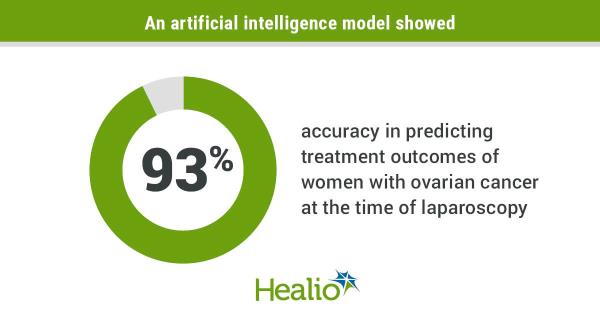 An artificial intelligence model showed
93%
accuracy in predicting
treatment outcomes of
women with ovarian cancer
at the time of laparoscopy
Healio